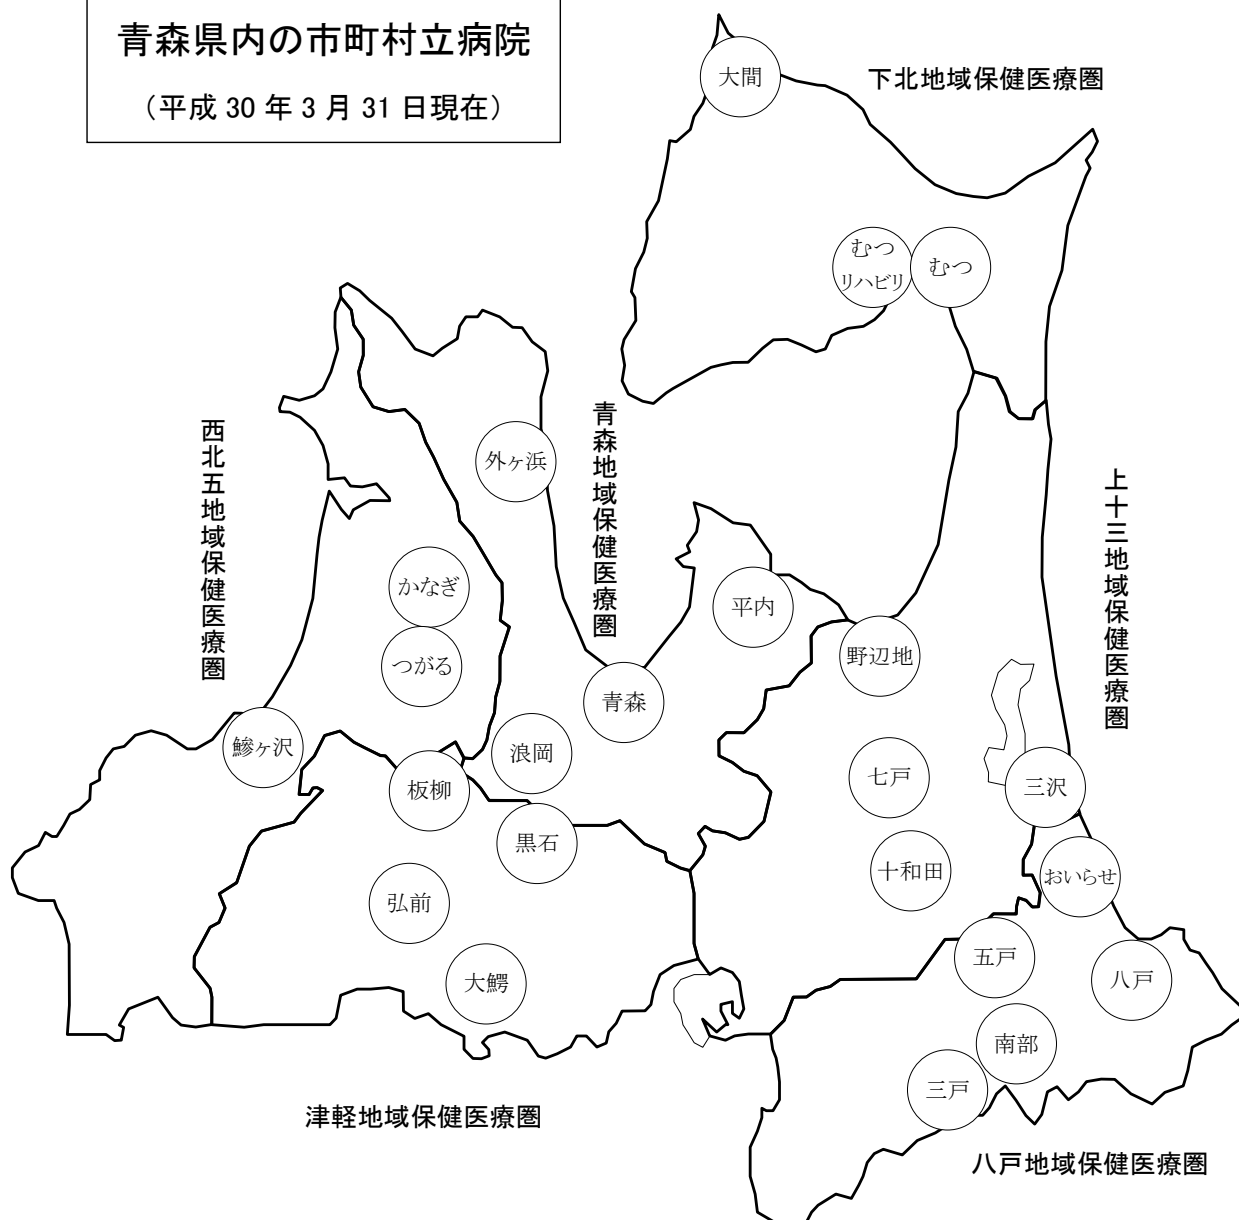 青森県内の市町村立病院
（平成 30 年 3 月 31 日現在）
大間
下北地域保健医療圏
むつ
リハビリ
むつ
西北五地域保健医療圏
青森地域保健医療圏
外ヶ浜
上十三地域保健医療圏
かなぎ
平内
つがる
野辺地
青森
鰺ヶ沢
浪岡
板柳
七戸
三沢
黒石
十和田
おいらせ
弘前
五戸
八戸
大鰐
南部
三戸
津軽地域保健医療圏
八戸地域保健医療圏